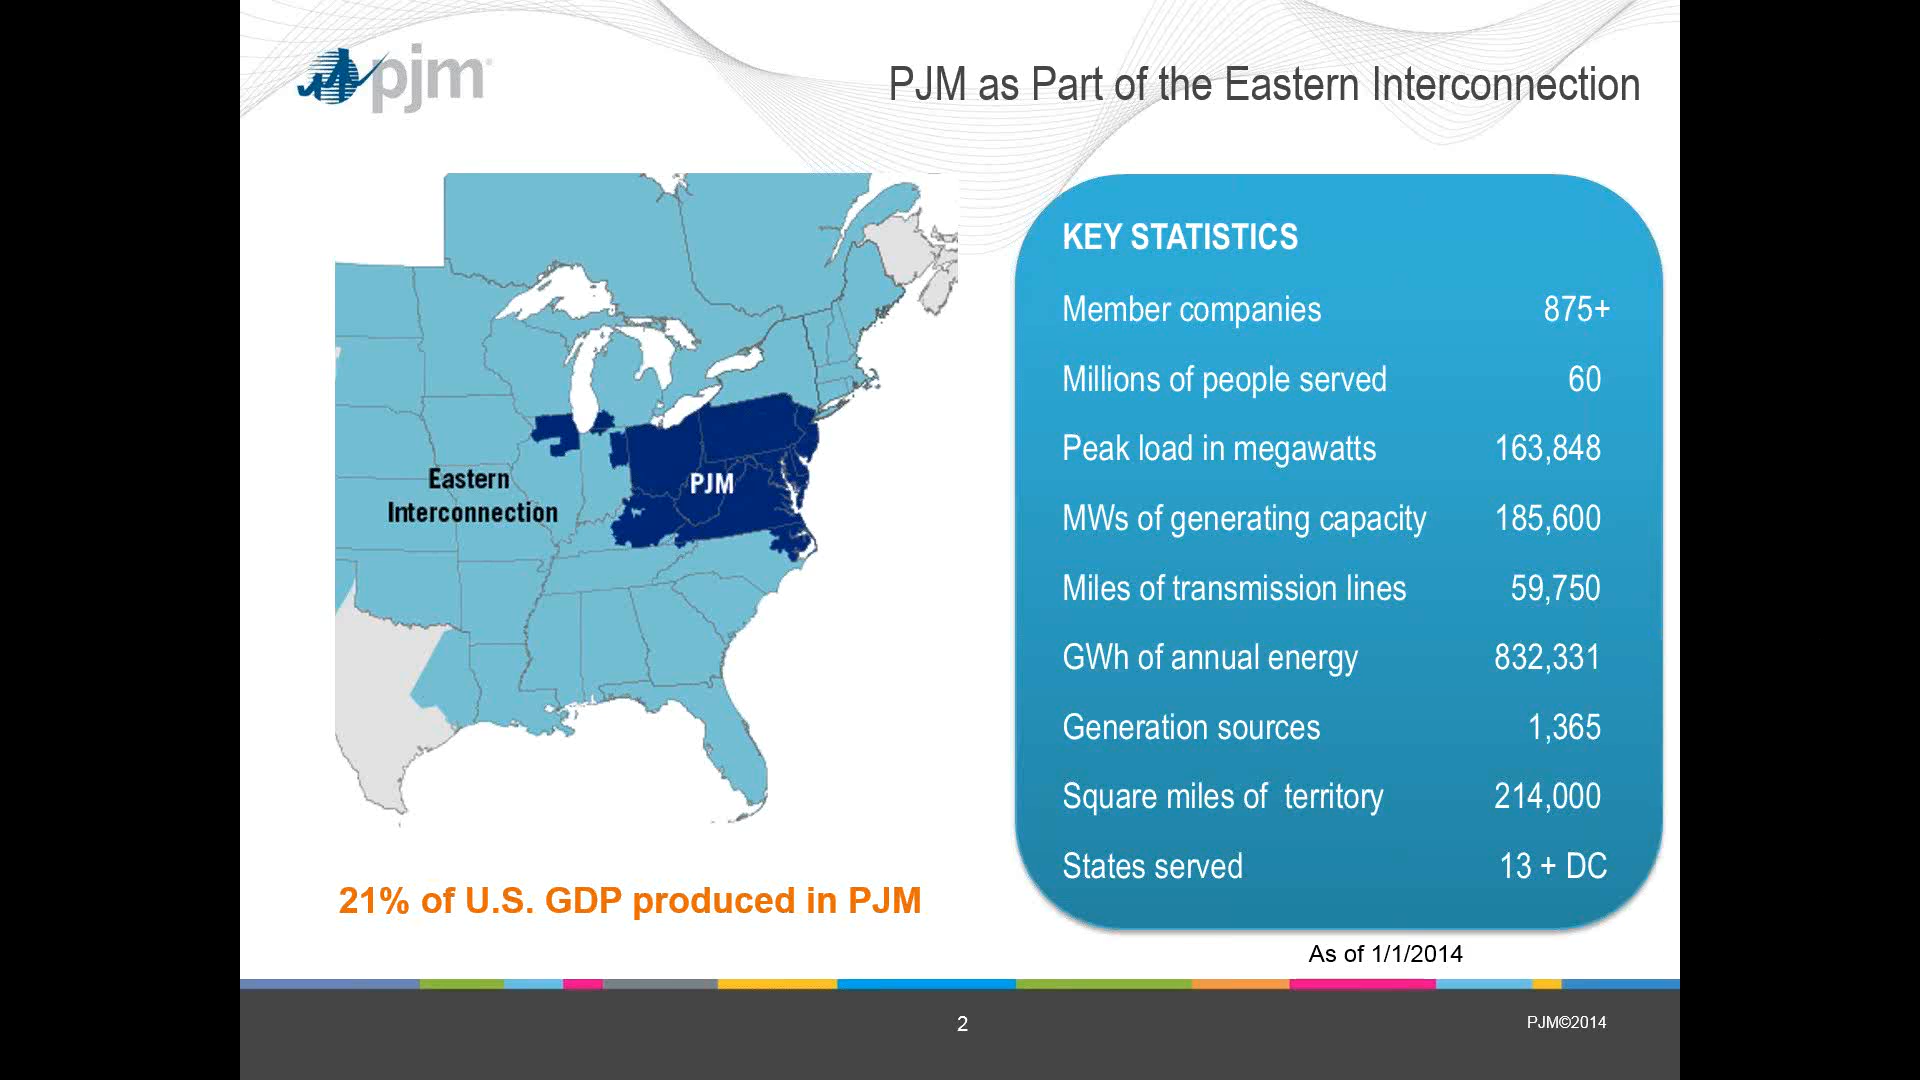 pjm
PJM as Part of the Eastern Interconnection
Eastern
Interconnection
PJM
21% of U.S. GDP produced in PJM
KEY STATISTICS
Member companies 875+
Millions of people served 60
Peak load in megawatts 163,848
MWs of generating capacity 185,600
Miles of transmission lines 59,750
GWh of annual energy 832,331
Generation sources 1,365
Square miles of  territory 214,000
States served 13 + DC
As of 1/1/2014
2
PJM©2014